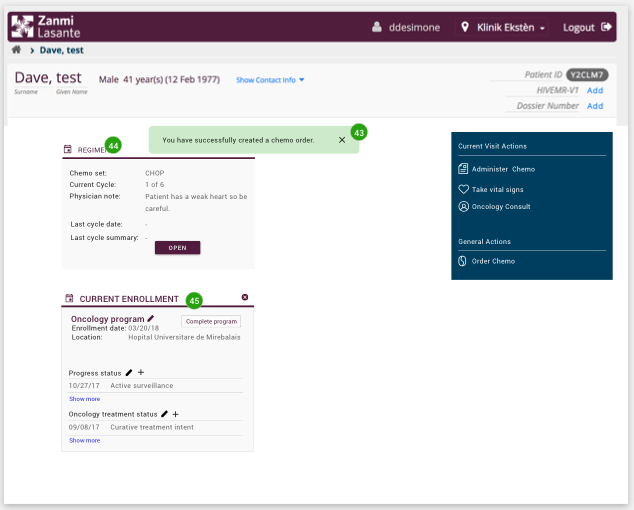 Zanmi
Lasante
ddesimone
Klinik Ekstèn
Logout
Dave, test
Dave, test
Surname Given Name
Male 41 year(s) (12 Feb 1977)
Show Contact Info
Patient ID Y2CLM7
HIVEMR-V1 Add
Dossier Number Add
You have successfully created a chemo order.
43
44
Chemo set: CHOP
Current Cycle: 1 of 6
Physician note: Patient has a weak heart so be
careful.
Last cycle date: -
Last cycle summary: -
OPEN
CURRENT ENROLLMENT 45
Oncology program
Complete program
Enrollment date: 03/20/18
Location: Hopital Universitare de Mirebalais
Progress status
10/27/17 Active surveillance
Show more
Oncology treatment status
09/08/17 Curative treatment intent
Show more
Current Visit Actions
Administer Chemo
Take vital signs
Oncology Consult
General Actions
Order Chemo